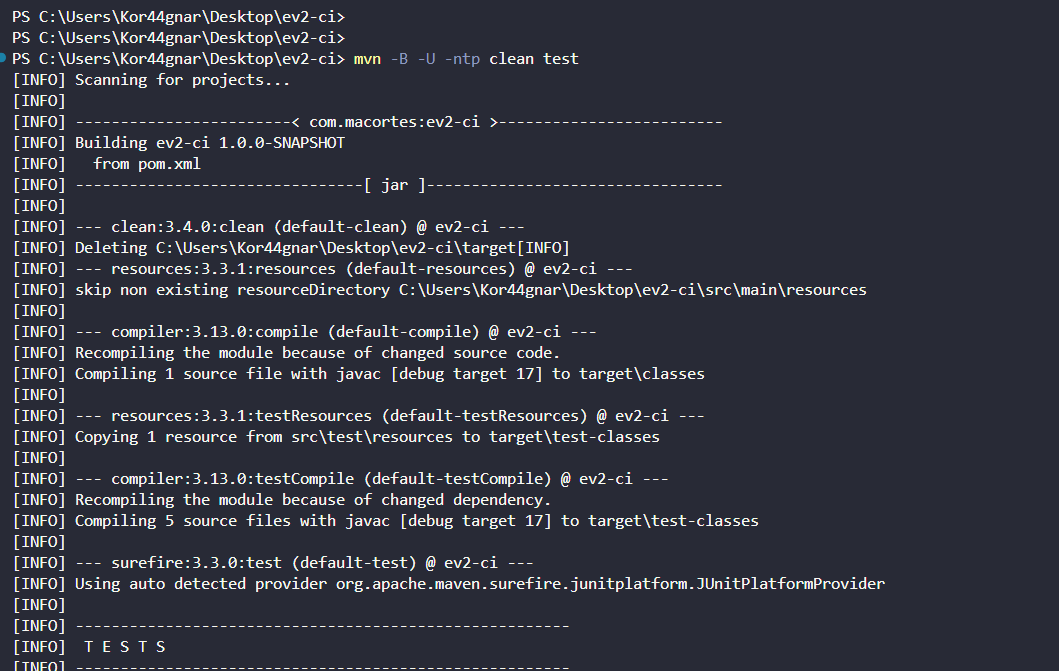 PS C:\Users\Kor44gnar\Desktop\ev2-ci>
PS C:\Users\Kor44gnar\Desktop\ev2-ci>
PS C:\Users\Kor44gnar\Desktop\ev2-ci> mvn -B -U -ntp clean test
[INFO] Scanning for projects...
[INFO]
[INFO] ------------------------< com.macortes:ev2-ci >-------------------------
[INFO] Building ev2-ci 1.0.0-SNAPSHOT
[INFO]   from pom.xml
[INFO] --------------------------------[ jar ]---------------------------------
[INFO]
[INFO] --- clean:3.4.0:clean (default-clean) @ ev2-ci ---
[INFO] Deleting C:\Users\Kor44gnar\Desktop\ev2-ci\target[INFO]
[INFO] --- resources:3.3.1:resources (default-resources) @ ev2-ci ---
[INFO] skip non existing resourceDirectory C:\Users\Kor44gnar\Desktop\ev2-ci\src\main\resources
[INFO]
[INFO] --- compiler:3.13.0:compile (default-compile) @ ev2-ci ---
[INFO] Recompiling the module because of changed source code.
[INFO] Compiling 1 source file with javac [debug target 17] to target\classes
[INFO]
[INFO] --- resources:3.3.1:testResources (default-testResources) @ ev2-ci ---
[INFO] Copying 1 resource from src\test\resources to target\test-classes
[INFO]
[INFO] --- compiler:3.13.0:testCompile (default-testCompile) @ ev2-ci ---
[INFO] Recompiling the module because of changed dependency.
[INFO] Compiling 5 source files with javac [debug target 17] to target\test-classes
[INFO]
[INFO] --- surefire:3.3.0:test (default-test) @ ev2-ci ---
[INFO] Using auto detected provider org.apache.maven.surefire.junitplatform.JUnitPlatformProvider
[INFO]
[INFO] -------------------------------------------------------
[INFO]  T E S T S
[INFO] -------------------------------------------------------